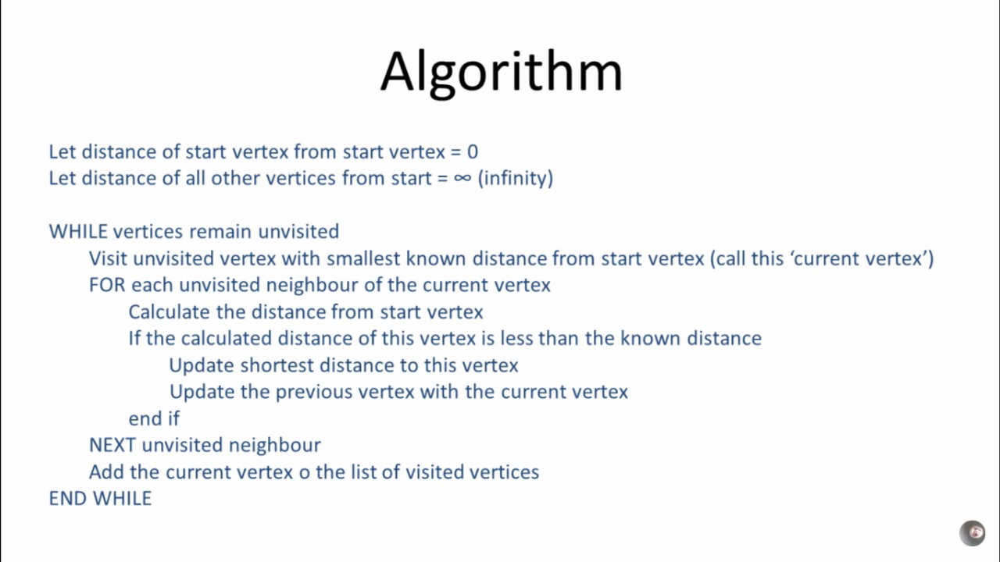 Algorithm
Let distance of start vertex from start vertex = 0
Let distance of all other vertices from start = ∞ (infinity)
WHILE vertices remain unvisited
Visit unvisited vertex with smallest known distance from start vertex (call this ‘current vertex’)
FOR each unvisited neighbour of the current vertex
Calculate the distance from start vertex
If the calculated distance of this vertex is less than the known distance
Update shortest distance to this vertex
Update the previous vertex with the current vertex
end if
NEXT unvisited neighbour
Add the current vertex o the list of visited vertices
END WHILE